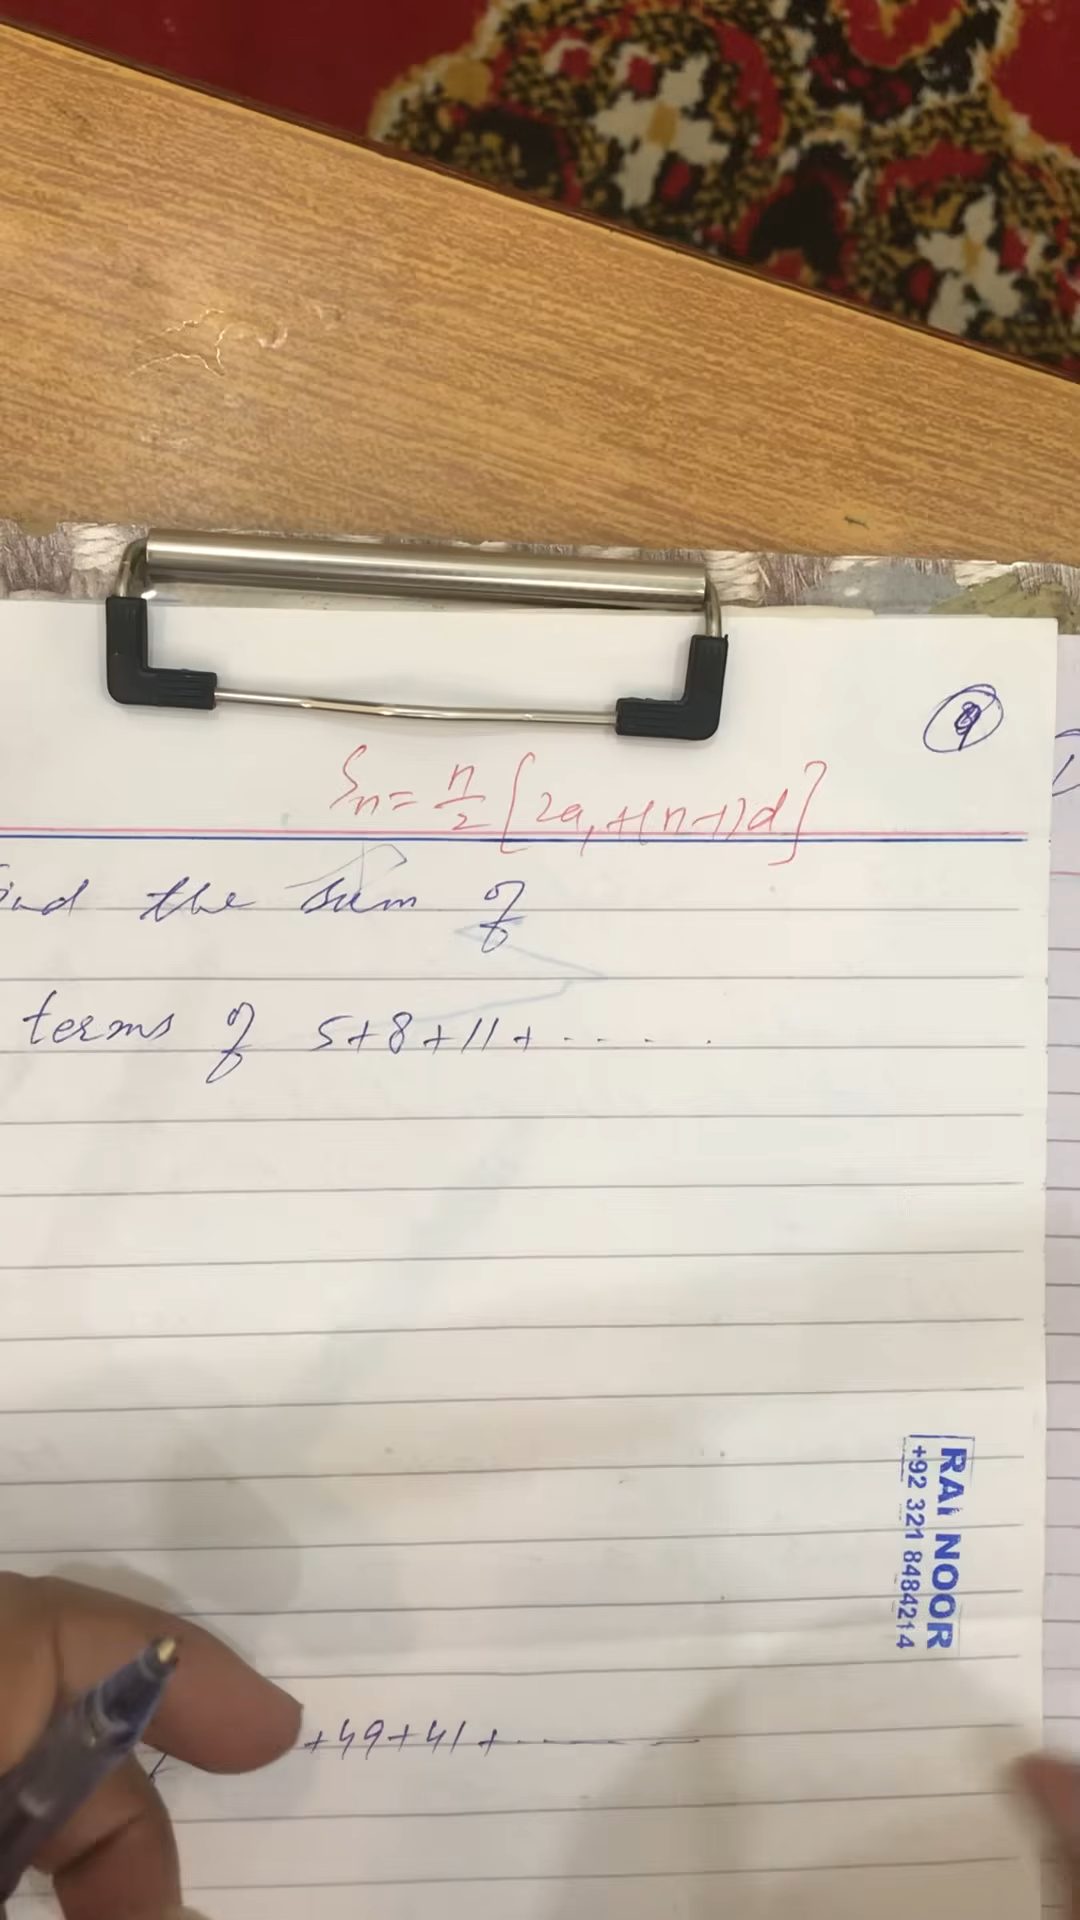 9
Sn = n/2 [2a1+(n-1)d]
the sum of
terms of 5+8+11+.....
RAI NOOR
+92 321 8484214
+49+41+......